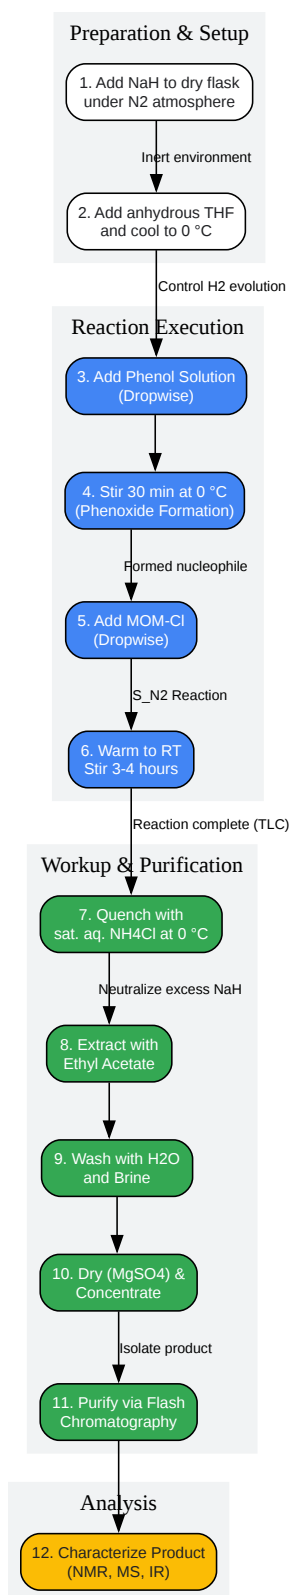 Preparation & Setup
1. Add NaH to dry flask
under N2 atmosphere
Inert environment
2. Add anhydrous THF
and cool to 0 °C
Control H2 evolution
Reaction Execution
3. Add Phenol Solution
(Dropwise)
4. Stir 30 min at 0 °C
(Phenoxide Formation)
Formed nucleophile
5. Add MOM-Cl
(Dropwise)
S_N2 Reaction
6. Warm to RT
Stir 3-4 hours
Reaction complete (TLC)
Workup & Purification
7. Quench with
sat. aq. NH4Cl at 0 °C
Neutralize excess NaH
8. Extract with
Ethyl Acetate
9. Wash with H2O
and Brine
10. Dry (MgSO4) &
Concentrate
Isolate product
11. Purify via Flash
Chromatography
Analysis
12. Characterize Product
(NMR, MS, IR)